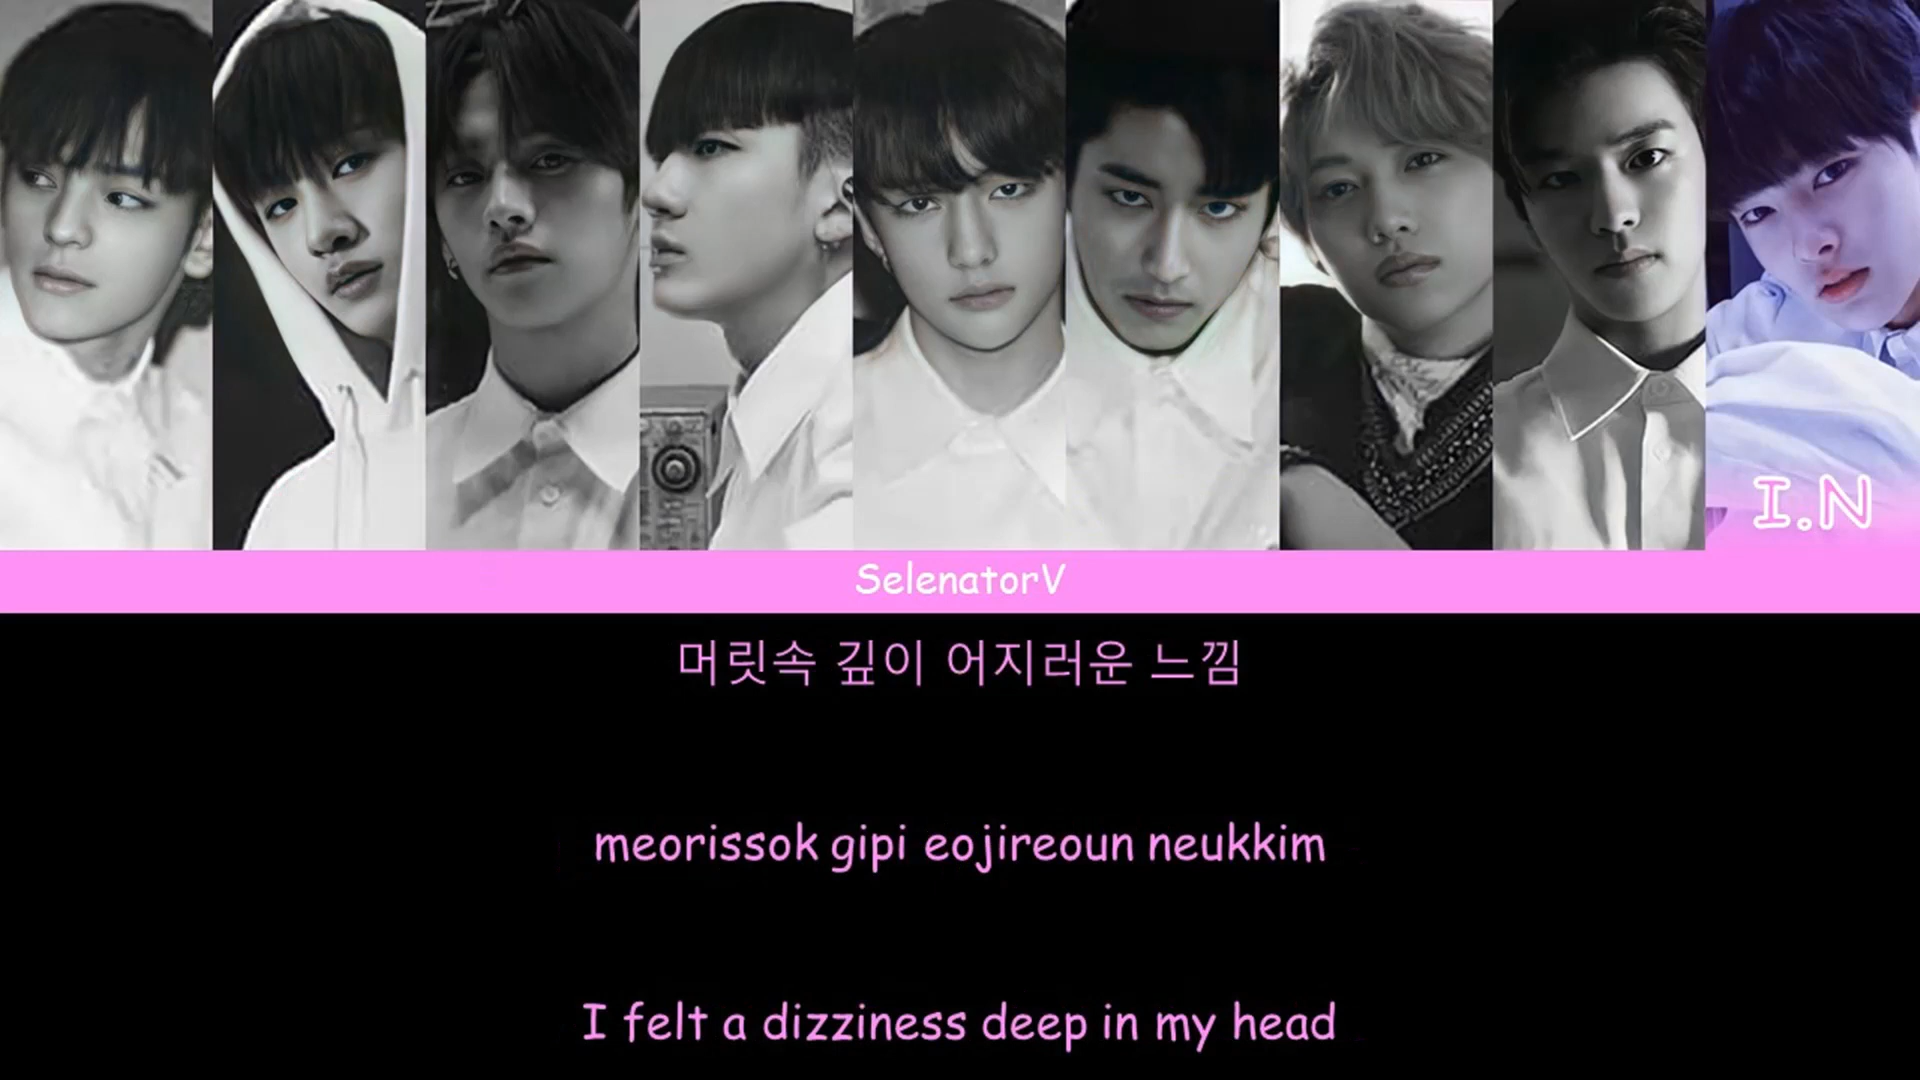 I.N
SelenatorV
머릿속 깊이 어지러운 느낌
meorissok gipi eojireoun neukkim
I felt a dizziness deep in my head